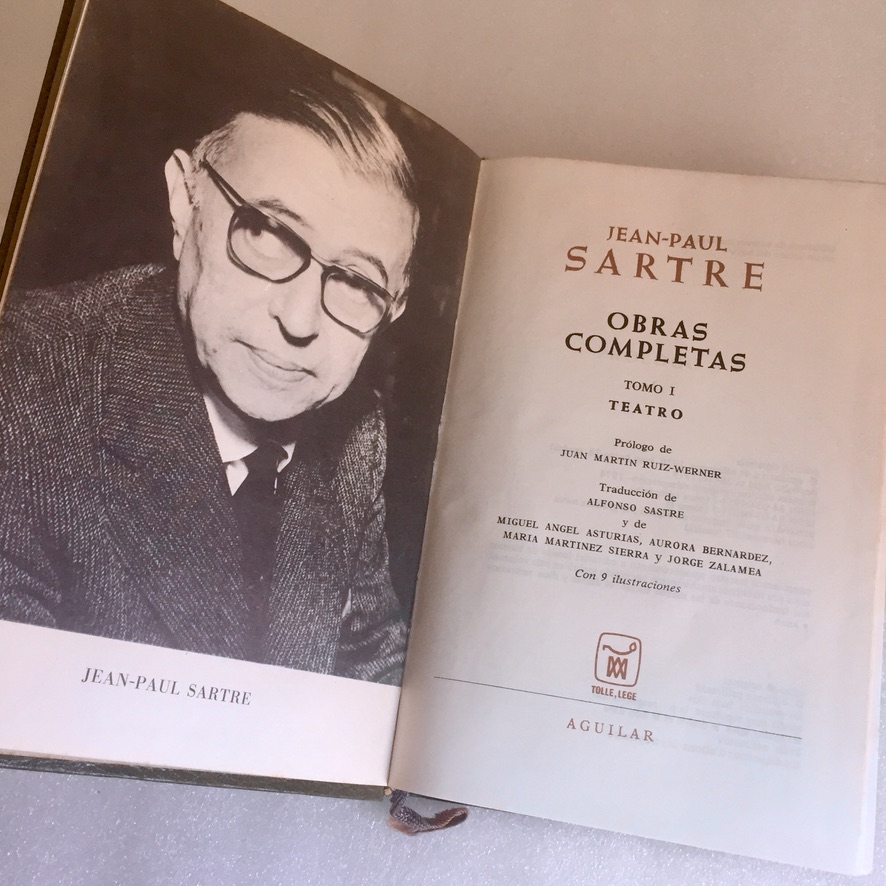 JEAN-PAUL SARTRE
JEAN-PAUL
SARTRE
OBRAS
COMPLETAS
TOMO I
TEATRO
Prólogo de
JUAN MARTIN RUIZ-WERNER
Traducción de
ALFONSO SASTRE
y de
MIGUEL ANGEL ASTURIAS, AURORA BERNARDEZ,
MARIA MARTINEZ SIERRA y JORGE ZALAMEA
Con 9 ilustraciones
TOLLE, LEGE
AGUILAR